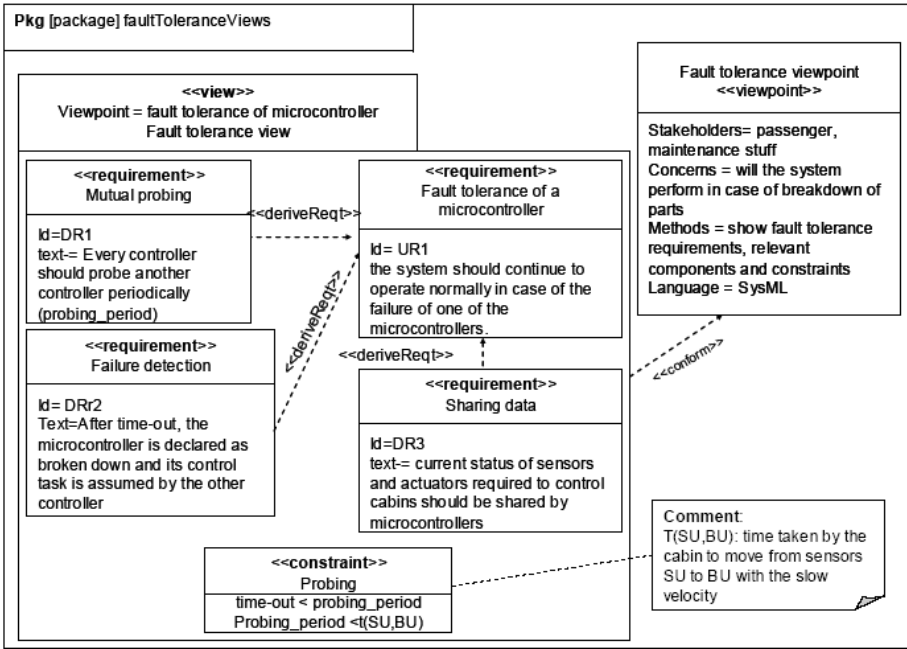 Pkg [package] faultToleranceViews
<<view>>
Viewpoint = fault tolerance of microcontroller
Fault tolerance view
<<requirement>>
Mutual probing
Id=DR1
text-= Every controller
should probe another
controller periodically
(probing_period)
<<deriveReqt>>
<<requirement>>
Fault tolerance of a
microcontroller
Id= UR1
the system should continue to
operate normally in case of the
failure of one of the
microcontrollers.
<<requirement>>
Failure detection
Id= DRr2
Text=After time-out, the
microcontroller is declared as
broken down and its control
task is assumed by the other
controller
<<deriveReqt>>
<<deriveReqt>>
<<requirement>>
Sharing data
Id=DR3
text-= current status of sensors
and actuators required to control
cabins should be shared by
microcontrollers
<<constraint>>
Probing
time-out < probing_period
Probing_period <t(SU,BU)
Fault tolerance viewpoint
<<viewpoint>>
Stakeholders= passenger,
maintenance stuff
Concerns = will the system
perform in case of breakdown of
parts
Methods = show fault tolerance
requirements, relevant
components and constraints
Language = SysML
<<conform>>
Comment:
T(SU,BU): time taken by the
cabin to move from sensors
SU to BU with the slow
velocity